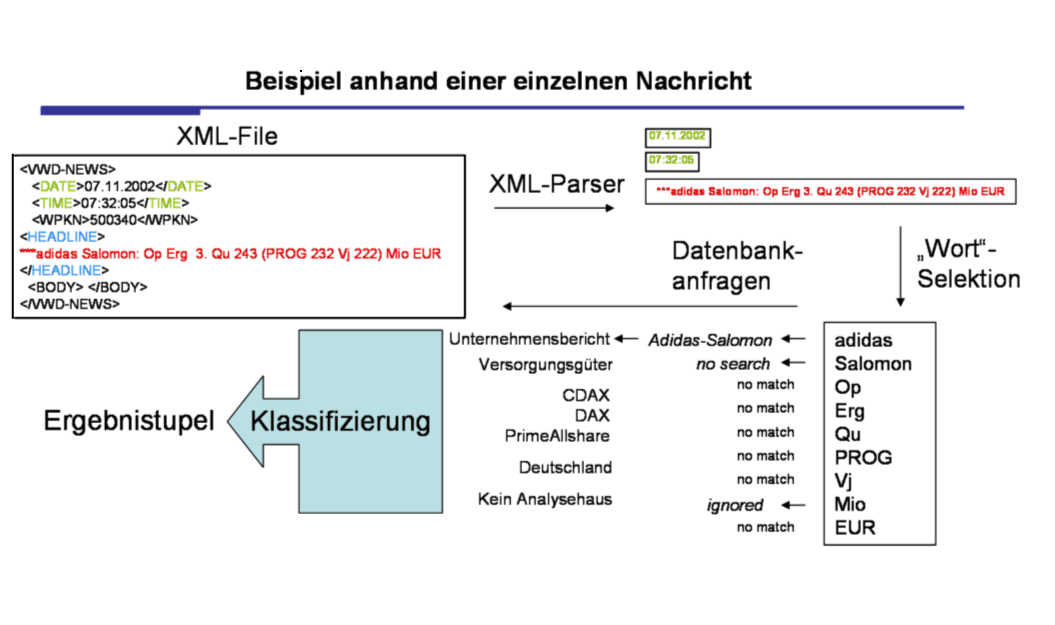 Beispiel anhand einer einzelnen Nachricht
XML-File
<VWD-NEWS>
<DATE>07.11.2002</DATE>
<TIME>07:32:05</TIME>
<WPKN>500340</WPKN>
<HEADLINE>
***adidas Salomon: Op Erg 3. Qu 243 (PROG 232 Vj 222) Mio EUR
</HEADLINE>
<BODY> </BODY>
</VWD-NEWS>
XML-Parser
07.11.2002
07:32:05
***adidas Salomon: Op Erg 3. Qu 243 (PROG 232 Vj 222) Mio EUR
„Wort“-
Selektion
Datenbank-
anfragen
adidas
Salomon
Op
Erg
Qu
PROG
Vj
Mio
EUR
Adidas-Salomon
no search
no match
no match
no match
no match
no match
ignored
no match
Unternehmensbericht
Versorgungsgüter
CDAX
DAX
PrimeAllshare
Deutschland
Kein Analysehaus
Klassifizierung
Ergebnistupel